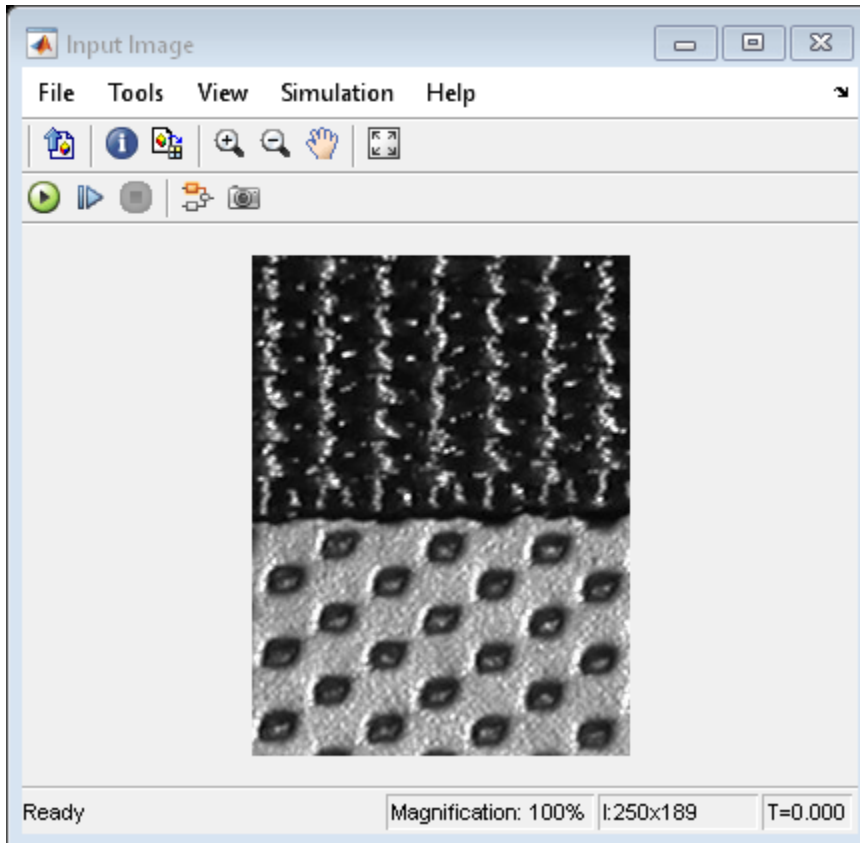 Input Image
File Tools View Simulation Help
Ready Magnification: 100% I:250x189 T=0.000